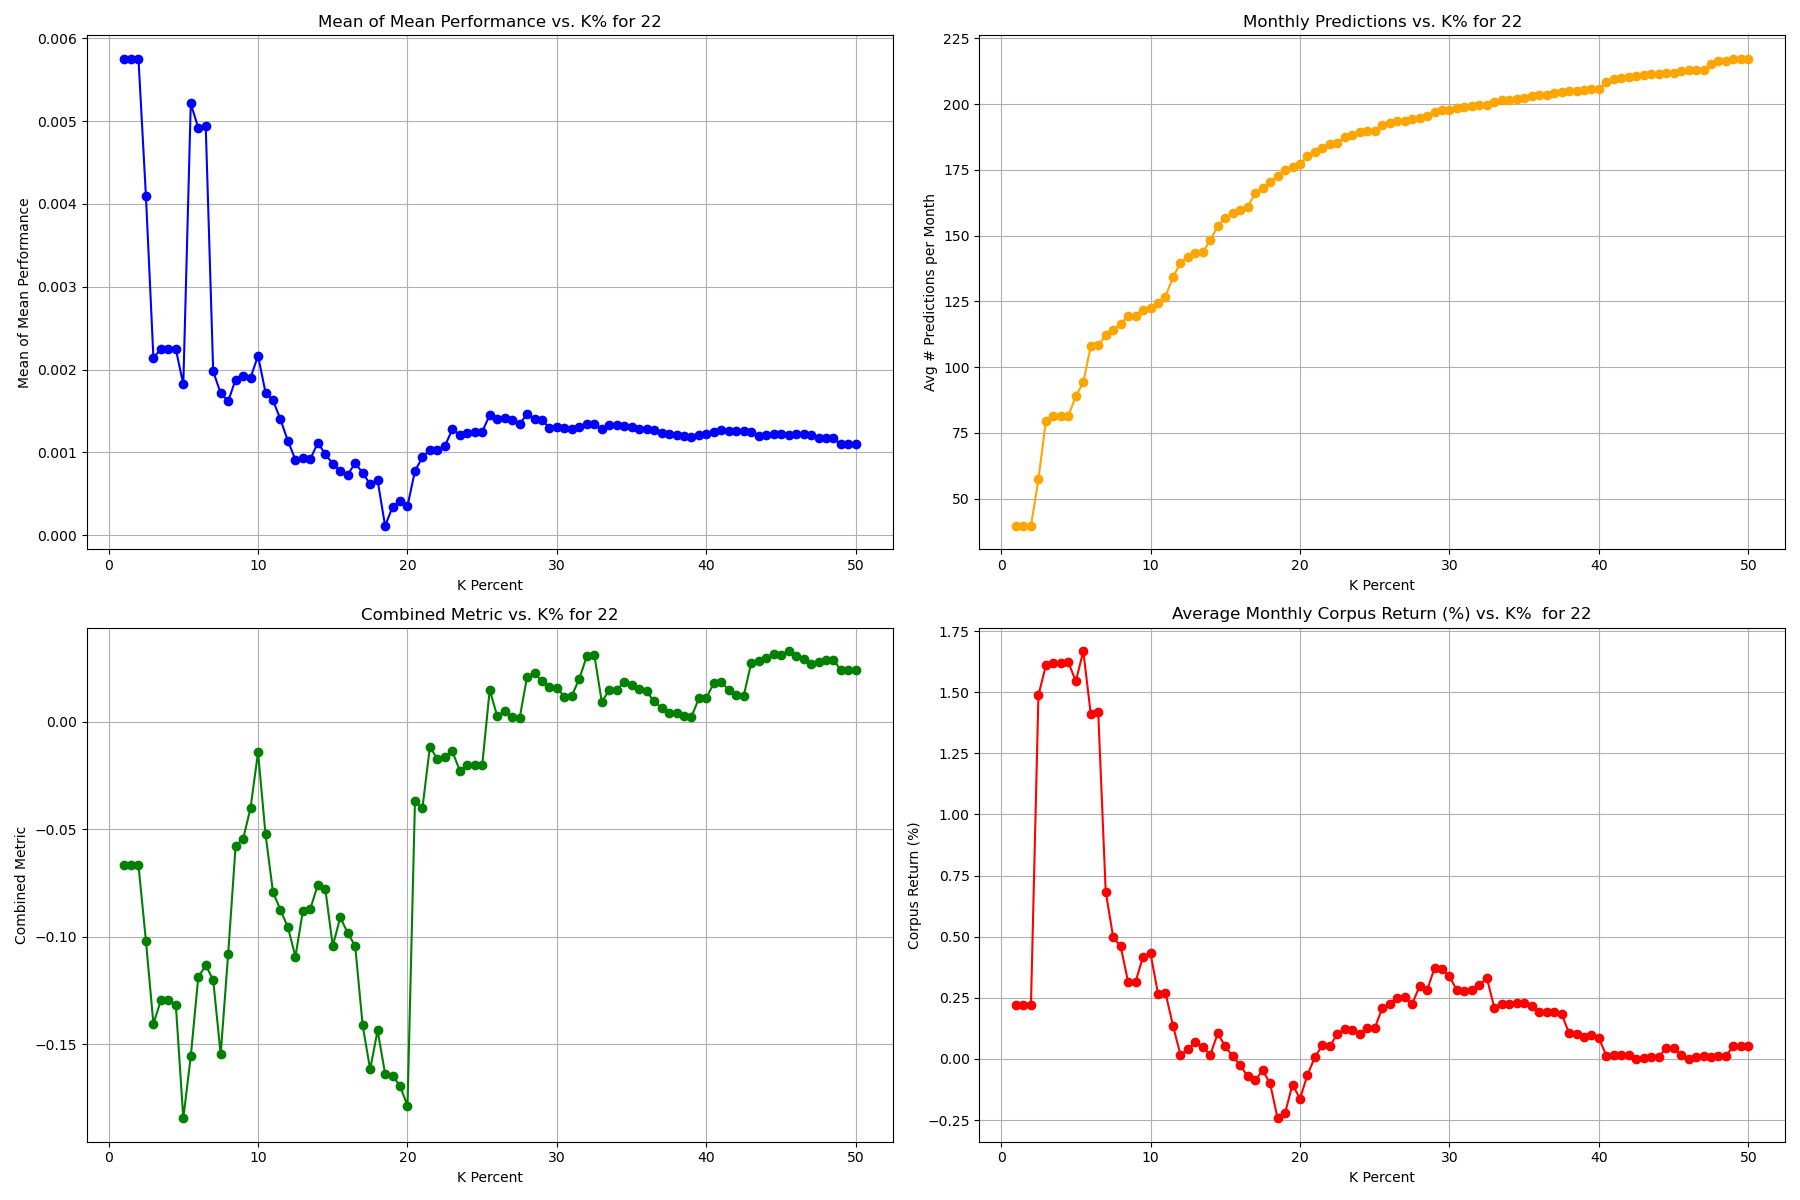 Mean of Mean Performance vs. K% for 22
Mean of Mean Performance
0.006
0.005
0.004
0.003
0.002
0.001
0.000
0 10 20 30 40 50
K Percent
Monthly Predictions vs. K% for 22
Avg # Predictions per Month
225
200
175
150
125
100
75
50
0 10 20 30 40 50
K Percent
Combined Metric vs. K% for 22
Combined Metric
0.00
−0.05
−0.10
−0.15
0 10 20 30 40 50
K Percent
Average Monthly Corpus Return (%) vs. K%  for 22
Corpus Return (%)
1.75
1.50
1.25
1.00
0.75
0.50
0.25
0.00
−0.25
0 10 20 30 40 50
K Percent